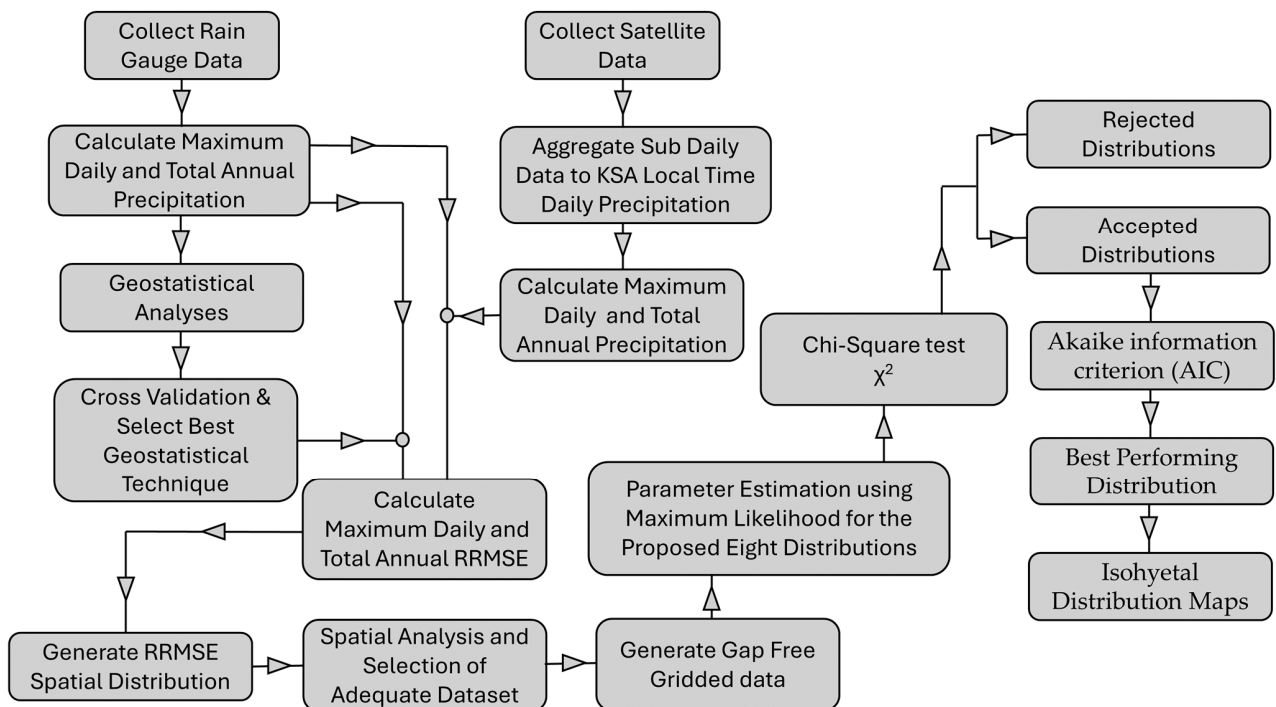 Collect Rain
Gauge Data
Calculate Maximum
Daily and Total Annual
Precipitation
Geostatistical
Analyses
Cross Validation &
Select Best
Geostatistical
Technique
Collect Satellite
Data
Aggregate Sub Daily
Data to KSA Local Time
Daily Precipitation
Calculate Maximum
Daily and Total
Annual Precipitation
Calculate
Maximum Daily and
Total Annual RRMSE
Generate RRMSE
Spatial Distribution
Spatial Analysis and
Selection of
Adequate Dataset
Generate Gap Free
Gridded data
Parameter Estimation using
Maximum Likelihood for the
Proposed Eight Distributions
Chi-Square test
χ²
Rejected
Distributions
Accepted
Distributions
Akaike information
criterion (AIC)
Best Performing
Distribution
Isohyetal
Distribution Maps